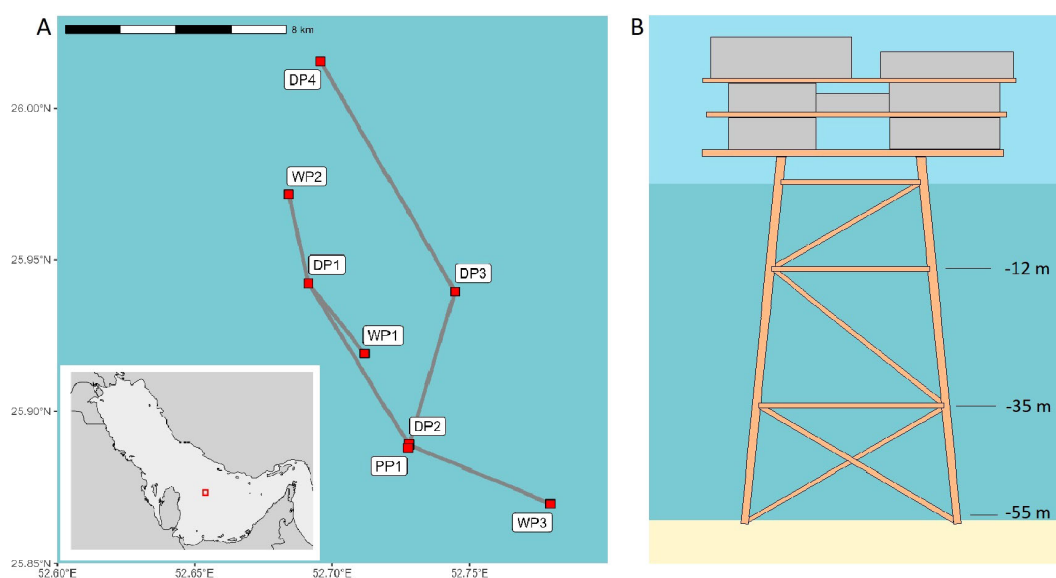 A
8 km
DP4
26.00°N
WP2
25.95°N
DP1
DP3
WP1
25.90°N
DP2
PP1
WP3
25.85°N
52.60°E
52.65°E
52.70°E
52.75°E
B
-12 m
-35 m
-55 m